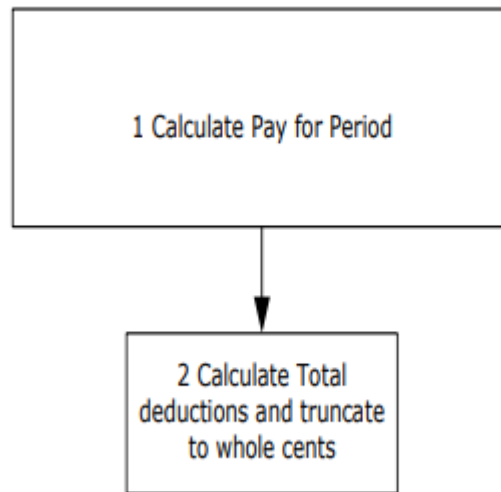 1 Calculate Pay for Period
2 Calculate Total
deductions and truncate
to whole cents